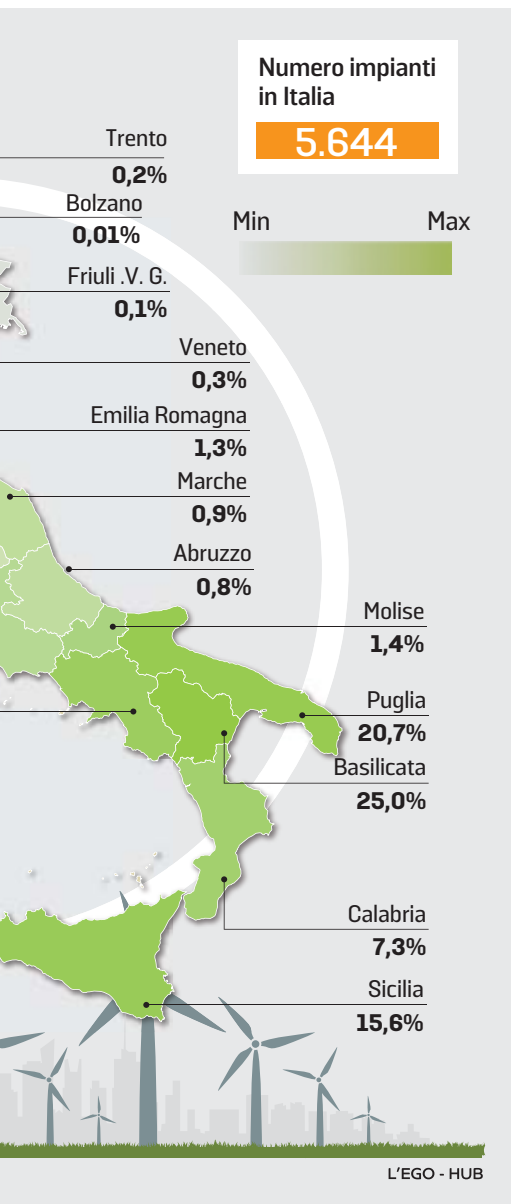 Numero impianti
in Italia
5.644
Min Max
Trento
0,2%
Bolzano
0,01%
Friuli .V. G.
0,1%
Veneto
0,3%
Emilia Romagna
1,3%
Marche
0,9%
Abruzzo
0,8%
Molise
1,4%
Puglia
20,7%
Basilicata
25,0%
Calabria
7,3%
Sicilia
15,6%
L'EGO - HUB